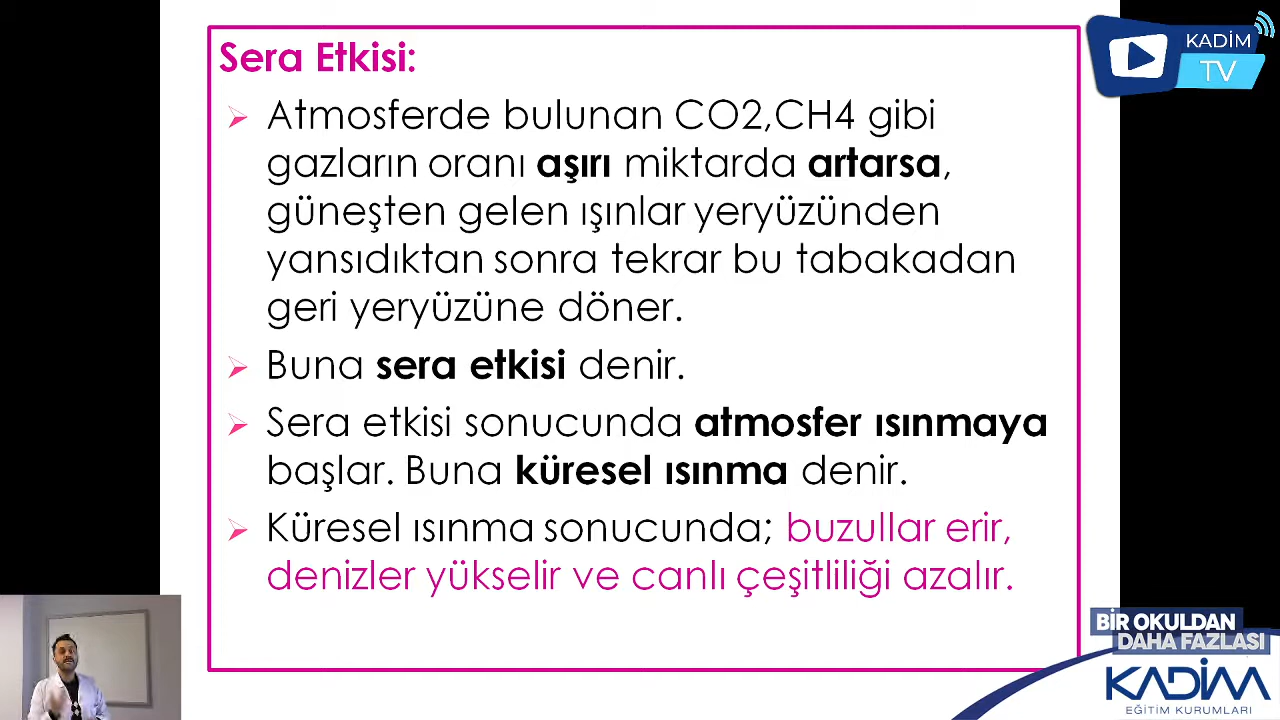 Sera Etkisi:
Atmosferde bulunan CO2,CH4 gibi
gazların oranı aşırı miktarda artarsa,
güneşten gelen ışınlar yeryüzünden
yansıdıktan sonra tekrar bu tabakadan
geri yeryüzüne döner.
Buna sera etkisi denir.
Sera etkisi sonucunda atmosfer ısınmaya
başlar. Buna küresel ısınma denir.
Küresel ısınma sonucunda; buzullar erir,
denizler yükselir ve canlı çeşitliliği azalır.
KADİM
TV
BİR OKULDAN
DAHA FAZLASI
KADİM
EĞİTİM KURUMLARI